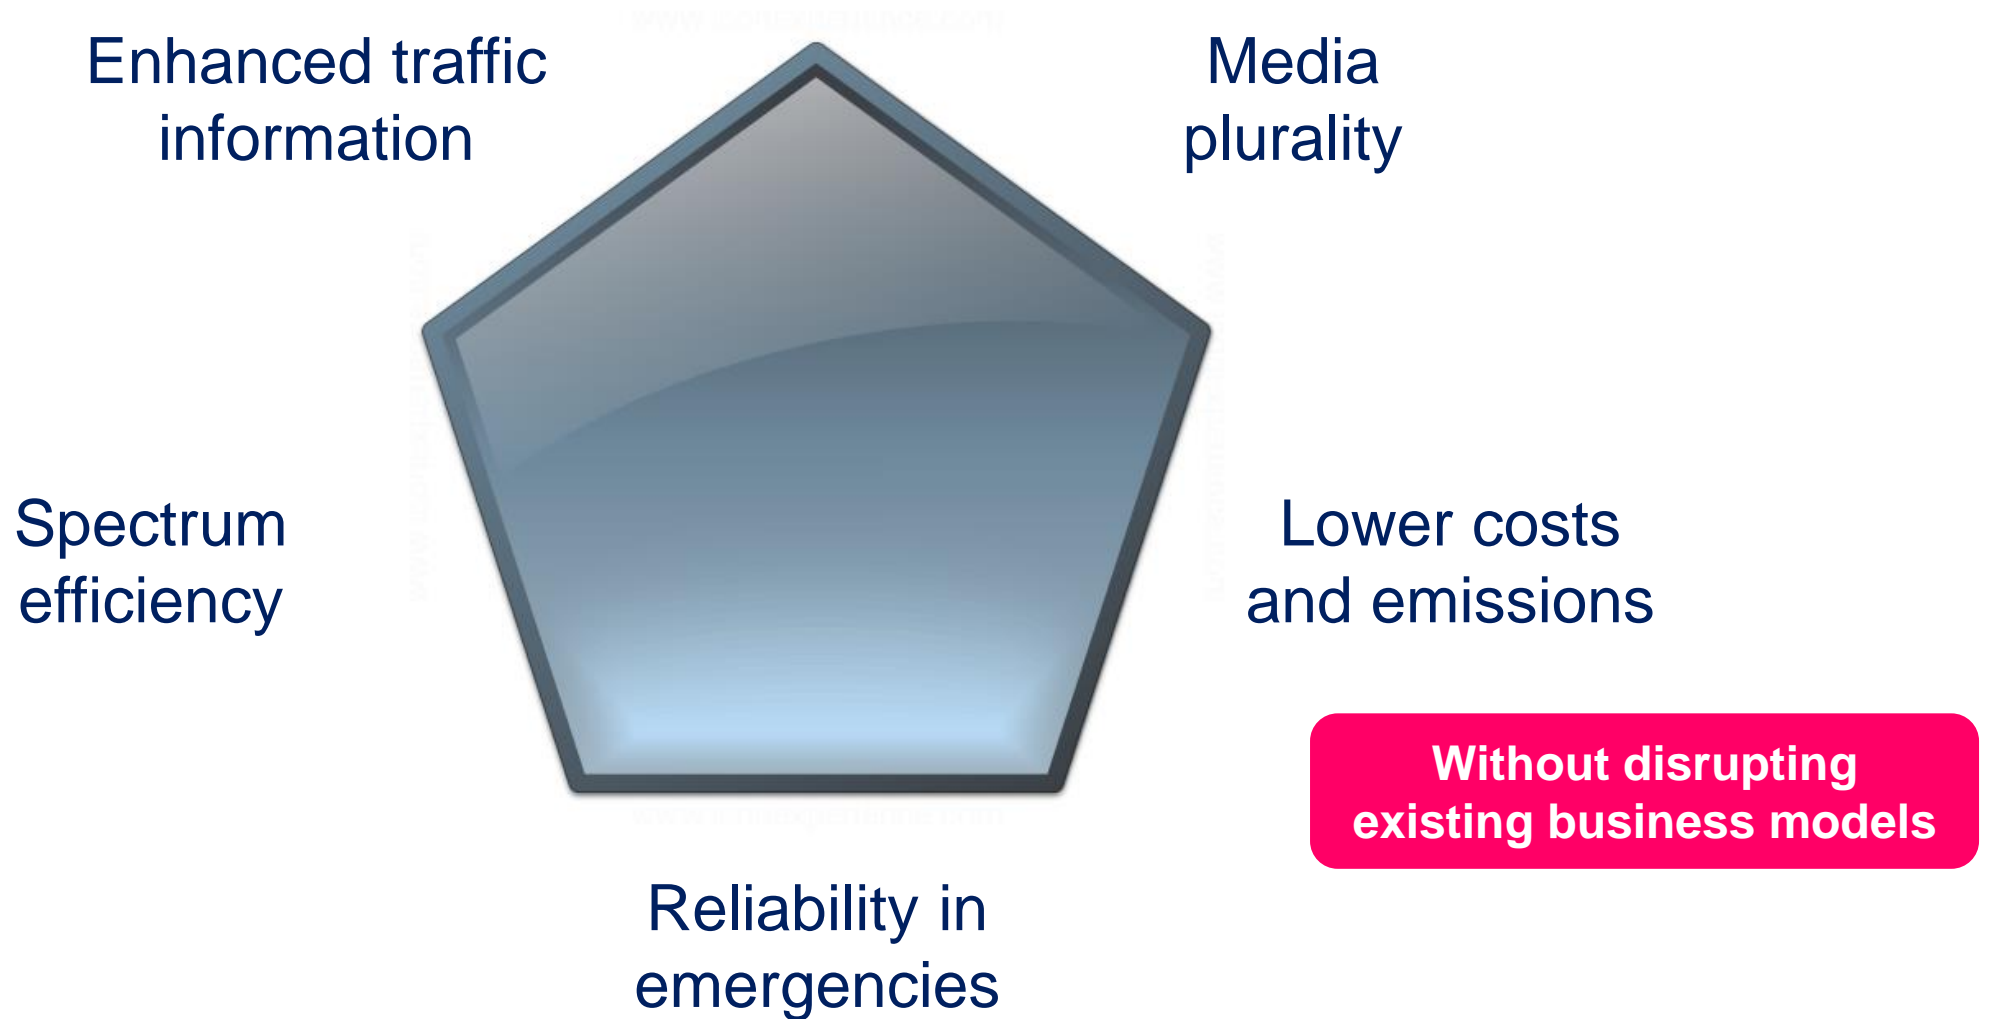 Enhanced traffic
information
Media
plurality
Spectrum
efficiency
Lower costs
and emissions
Without disrupting
existing business models
Reliability in
emergencies